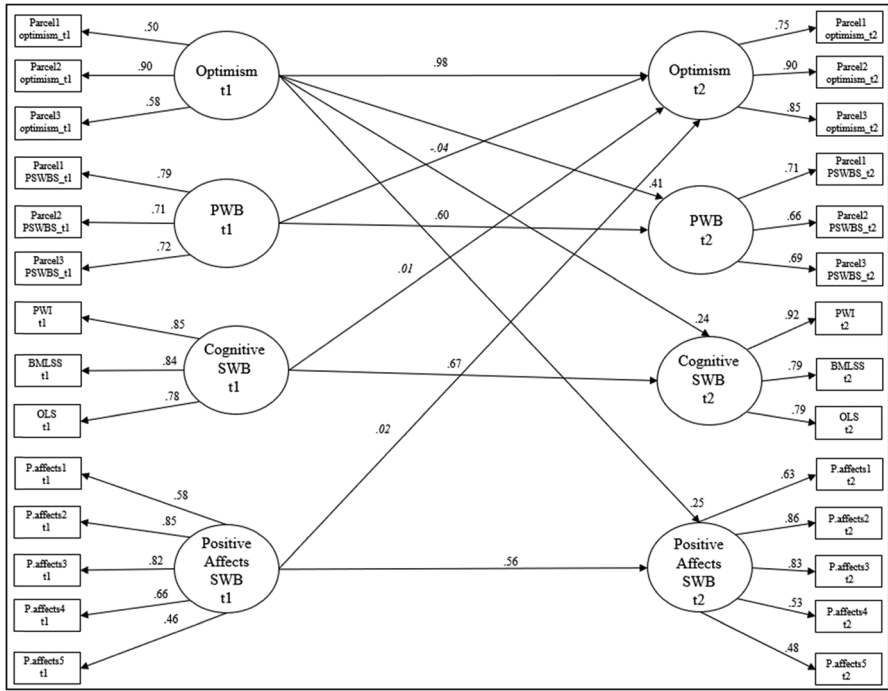 Parcel1
optimism_t1
.50
Parcel2
optimism_t1
.90
Parcel3
optimism_t1
.58
Optimism
t1
.98
Optimism
t2
.75
Parcel1
optimism_t2
.90
Parcel2
optimism_t2
.85
Parcel3
optimism_t2
Parcel1
PSWBS_t1
.79
Parcel2
PSWBS_t1
.71
Parcel3
PSWBS_t1
.72
PWB
t1
-.04
.41
.60
PWB
t2
.71
Parcel1
PSWBS_t2
.66
Parcel2
PSWBS_t2
.69
Parcel3
PSWBS_t2
PWI
t1
.85
BMLSS
t1
.84
OLS
t1
.78
Cognitive
SWB
t1
.01
.24
.67
Cognitive
SWB
t2
.92
PWI
t2
.79
BMLSS
t2
.79
OLS
t2
P.affects1
t1
.58
P.affects2
t1
.85
P.affects3
t1
.82
P.affects4
t1
.66
P.affects5
t1
.46
Positive
Affects
SWB
t1
.02
.25
.56
Positive
Affects
SWB
t2
.63
P.affects1
t2
.86
P.affects2
t2
.83
P.affects3
t2
.53
P.affects4
t2
.48
P.affects5
t2